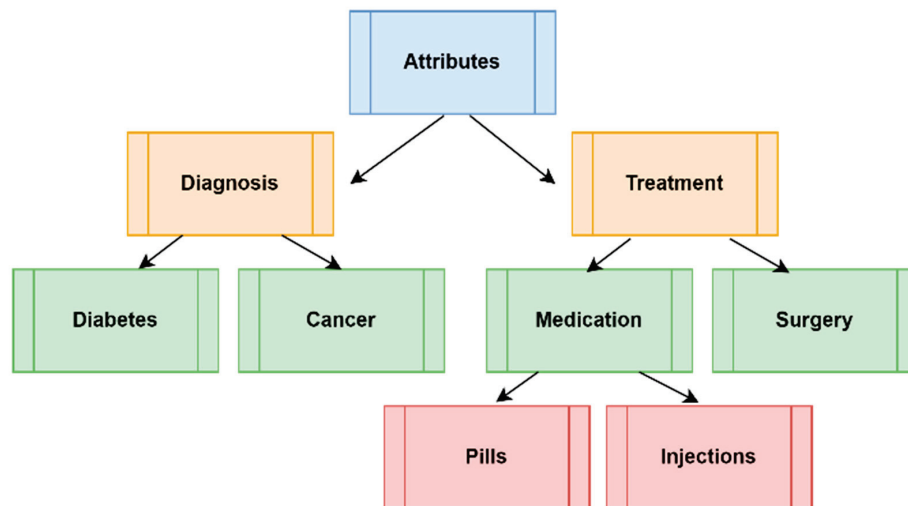 Attributes
Diagnosis
Treatment
Diabetes
Cancer
Medication
Surgery
Pills
Injections